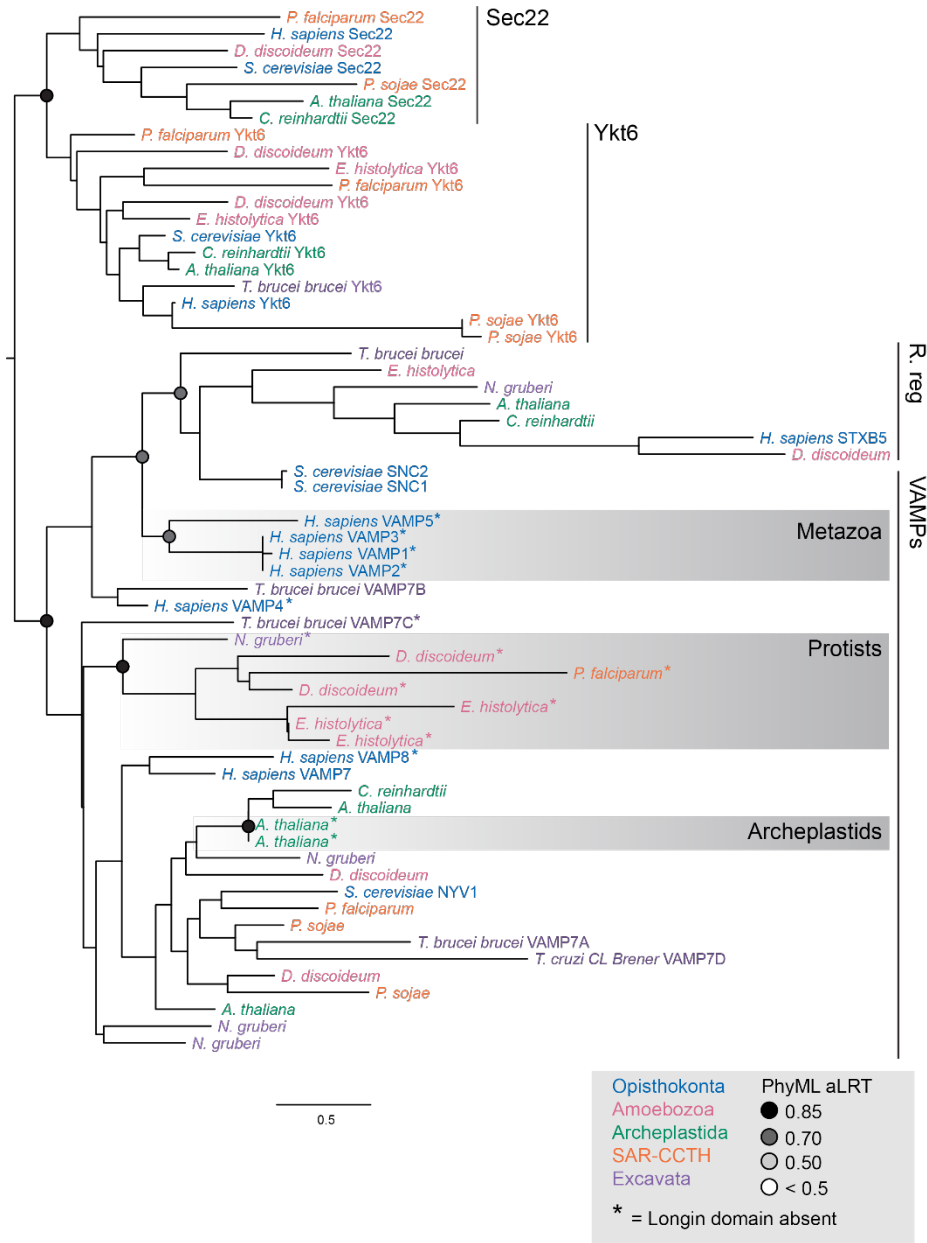 P. falciparum Sec22
Sec22
H. sapiens Sec22
D. discoideum Sec22
S. cerevisiae Sec22
P. sojae Sec22
A. thaliana Sec22
C. reinhardtii Sec22
P. falciparum Ykt6
Ykt6
D. discoideum Ykt6
E. histolytica Ykt6
P. falciparum Ykt6
D. discoideum Ykt6
E. histolytica Ykt6
S. cerevisiae Ykt6
C. reinhardtii Ykt6
A. thaliana Ykt6
T. brucei brucei Ykt6
H. sapiens Ykt6
P. sojae Ykt6
P. sojae Ykt6
R. reg
T. brucei brucei
E. histolytica
N. gruberi
A. thaliana
C. reinhardtii
H. sapiens STXB5
D. discoideum
VAMPs
S. cerevisiae SNC2
S. cerevisiae SNC1
H. sapiens VAMP5*
Metazoa
H. sapiens VAMP3*
H. sapiens VAMP1*
H. sapiens VAMP2*
T. brucei brucei VAMP7B
H. sapiens VAMP4*
T. brucei brucei VAMP7C*
N. gruberi*
Protists
D. discoideum*
P. falciparum*
D. discoideum*
E. histolytica*
E. histolytica*
E. histolytica*
H. sapiens VAMP8*
H. sapiens VAMP7
C. reinhardtii
A. thaliana
A. thaliana*
Archeplastids
A. thaliana*
N. gruberi
D. discoideum
S. cerevisiae NYV1
P. falciparum
P. sojae
T. brucei brucei VAMP7A
T. cruzi CL Brener VAMP7D
D. discoideum
P. sojae
A. thaliana
N. gruberi
N. gruberi
0.5
Opisthokonta
Amoebozoa
Archeplastida
SAR-CCTH
Excavata
PhyML aLRT
0.85
0.70
0.50
< 0.5
* = Longin domain absent